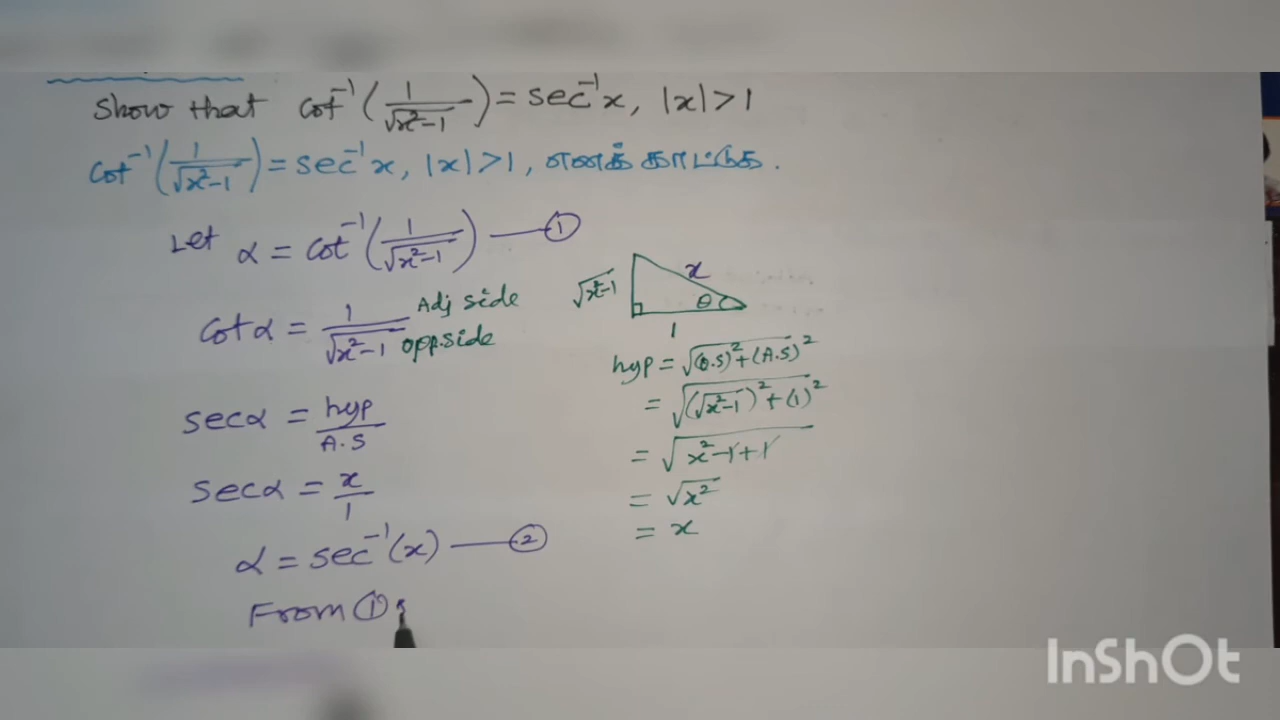 Show that cot⁻¹(1/√x²-1) = sec⁻¹x, |x|>1
cot⁻¹(1/√x²-1) = sec⁻¹x, |x|>1, எனக் காட்டுக.
Let α = cot⁻¹(1/√x²-1) — ①
cot α = 1/√x²-1 Adj side opp.side
sec α = hyp/A.S
sec α = x/1
α = sec⁻¹(x) — ②
From ①
√x²-1 x
θ
1
hyp = √(O.S)²+(A.S)²
= √(√x²-1)²+(1)²
= √x²-1+1
= √x²
= x
InShOt